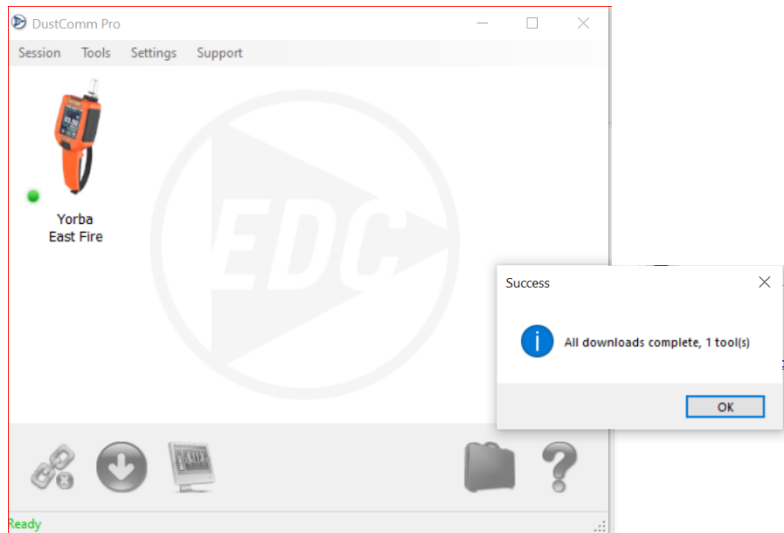 DustComm Pro
Session Tools Settings Support
EDC
Yorba
East Fire
Success
All downloads complete, 1 tool(s)
OK
Ready